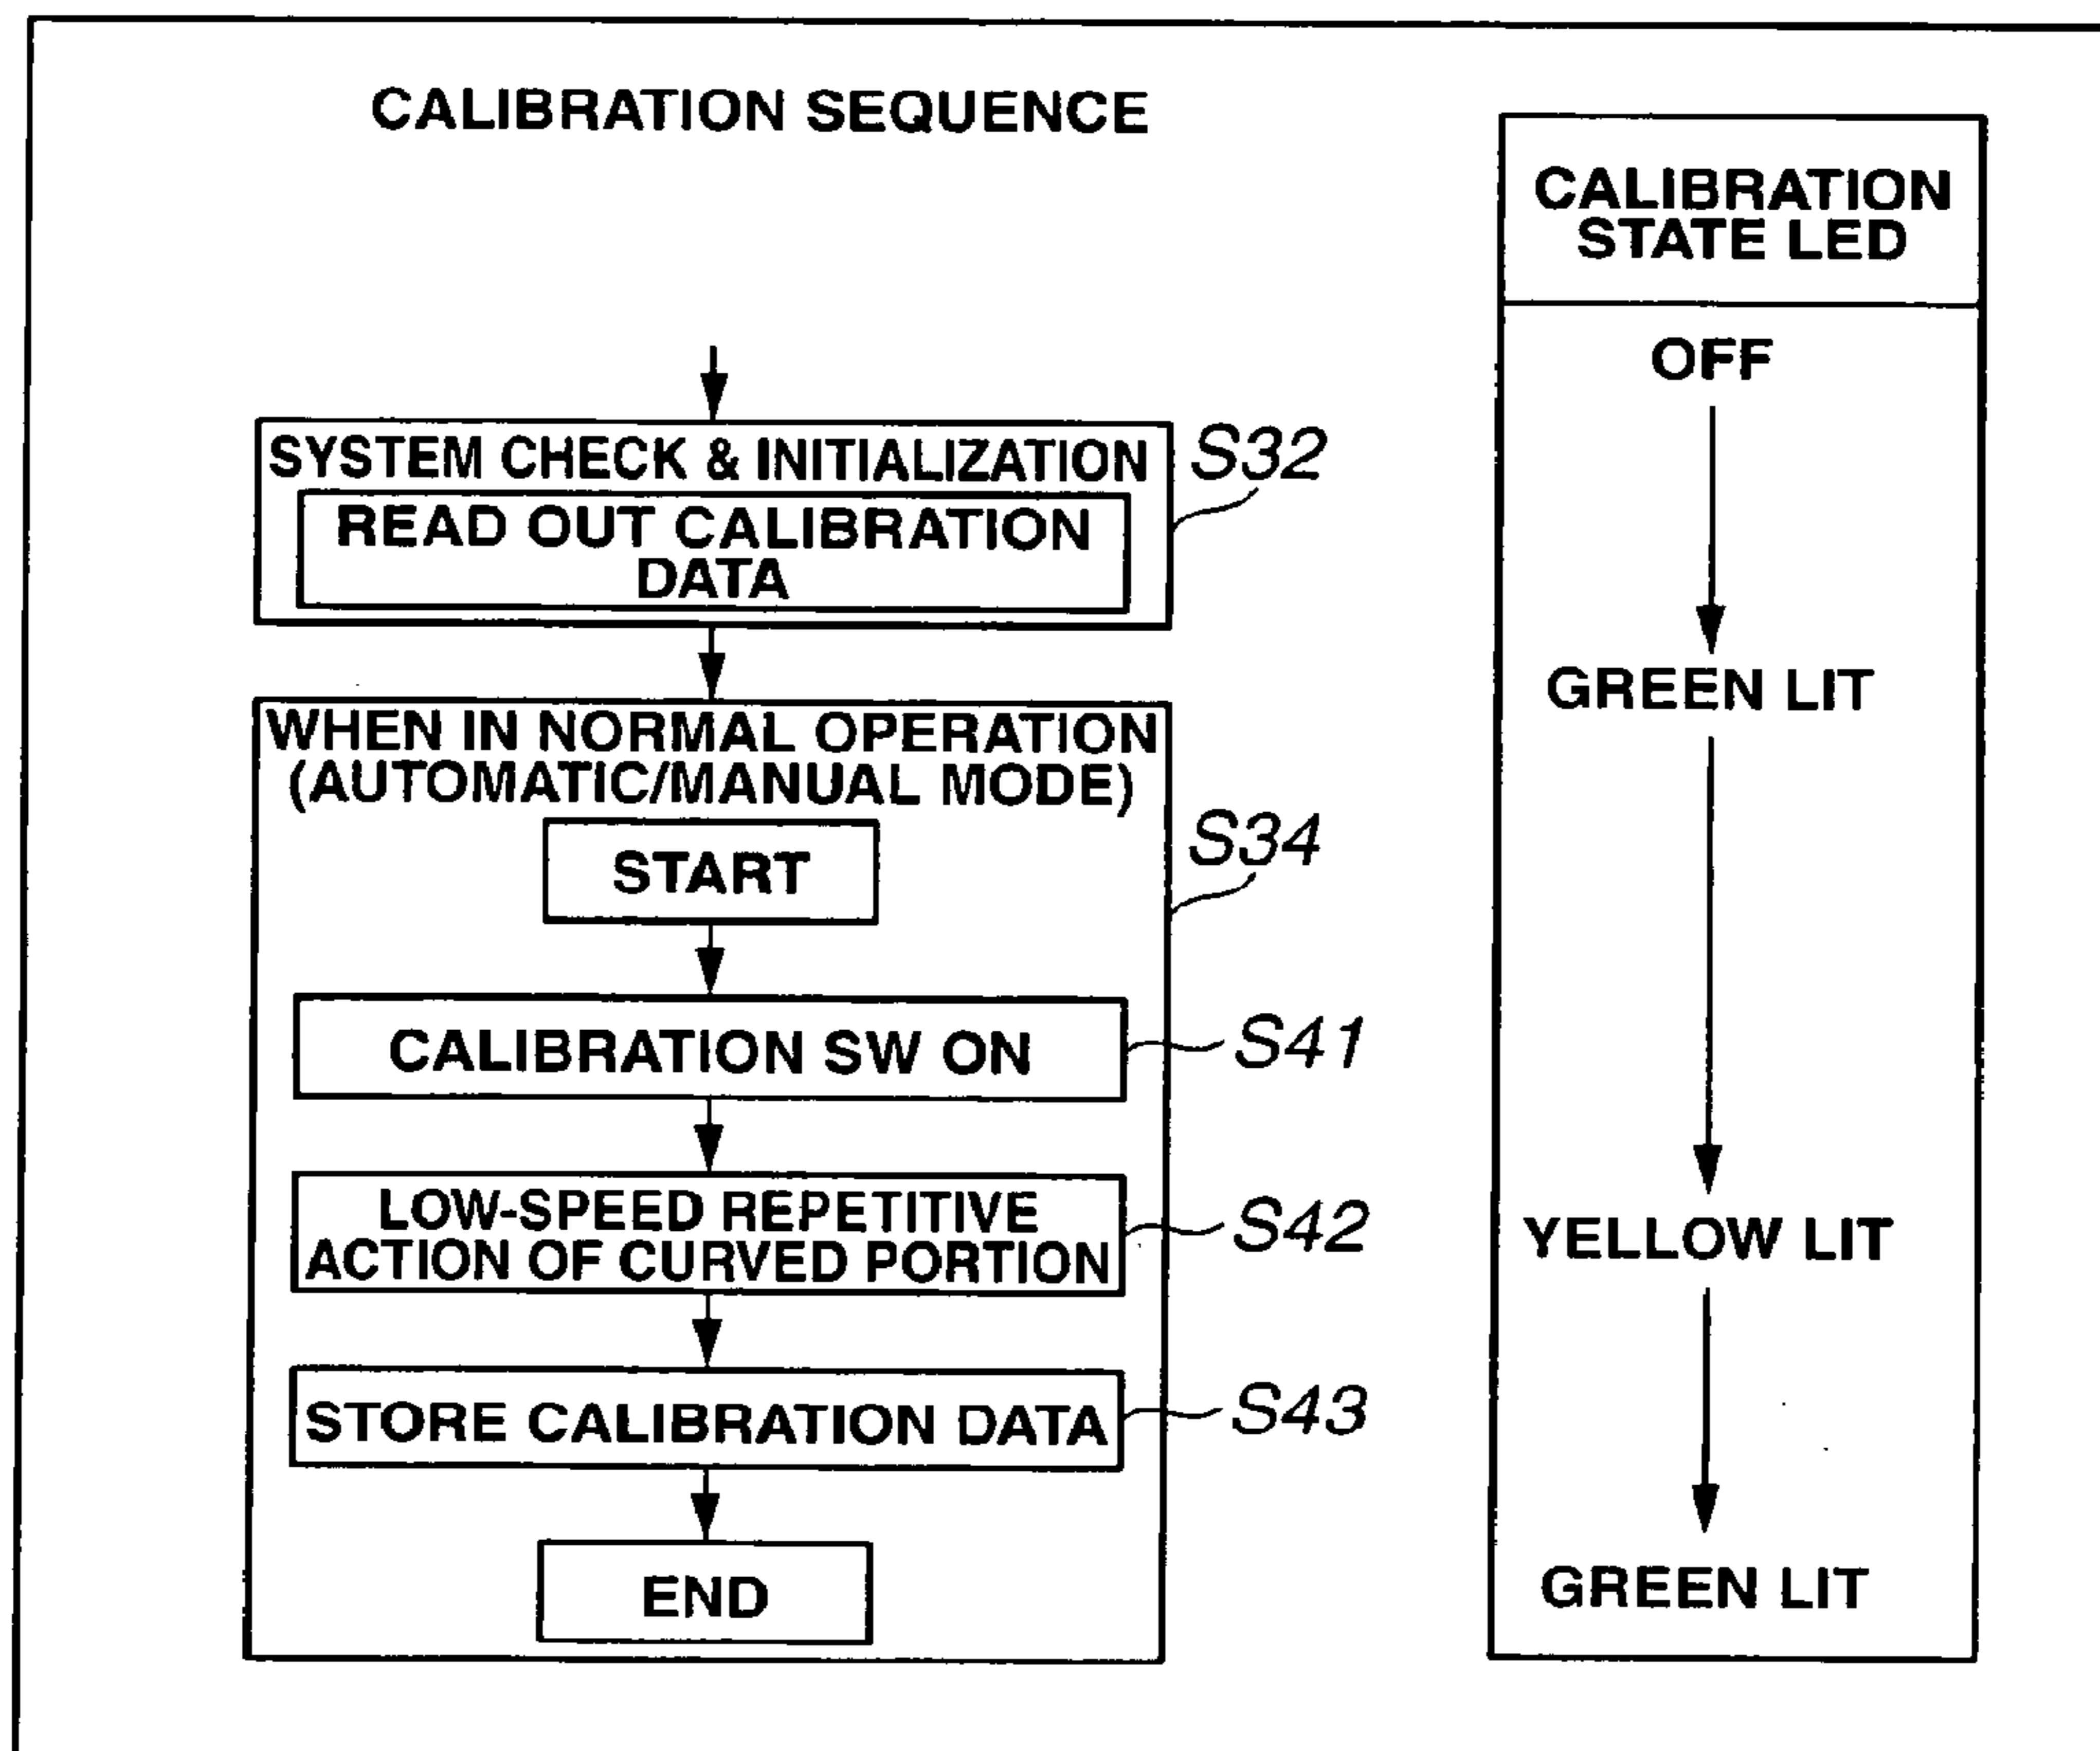 CALIBRATION SEQUENCE
CALIBRATION
STATE LED
OFF
SYSTEM CHECK & INITIALIZATION
S32
READ OUT CALIBRATION
DATA
GREEN LIT
WHEN IN NORMAL OPERATION
(AUTOMATIC/MANUAL MODE)
S34
START
CALIBRATION SW ON
S41
LOW-SPEED REPETITIVE
ACTION OF CURVED PORTION
S42
YELLOW LIT
STORE CALIBRATION DATA
S43
END
GREEN LIT